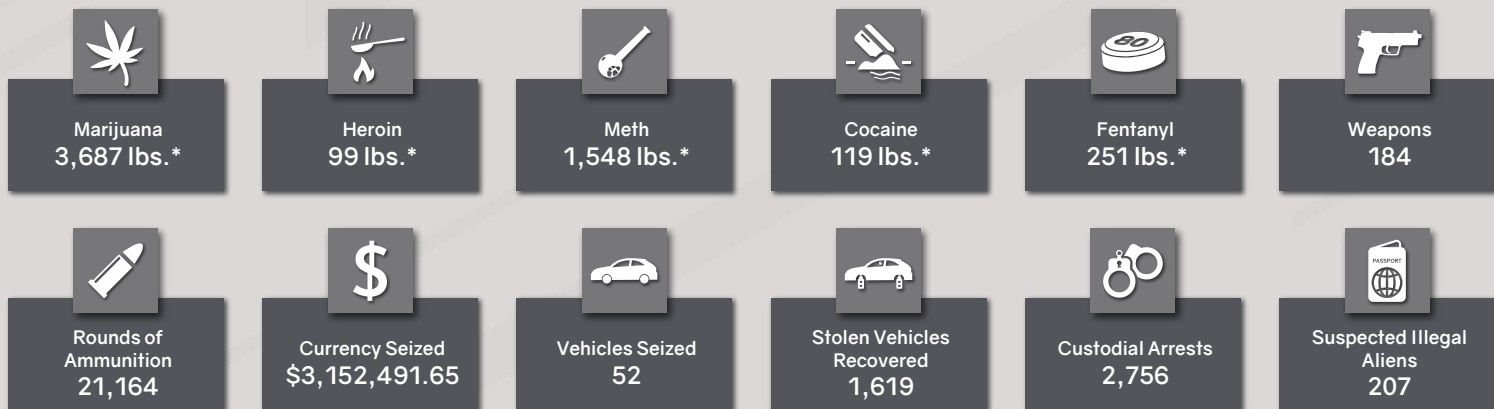 80
PASSPORT
Marijuana
3,687 lbs.*
Heroin
99 lbs.*
Meth
1,548 lbs.*
Cocaine
119 lbs.*
Fentanyl
251 lbs.*
Weapons
184
Rounds of
Ammunition
21,164
Currency Seized
$3,152,491.65
Vehicles Seized
52
Stolen Vehicles
Recovered
1,619
Custodial Arrests
2,756
Suspected Illegal
Aliens
207